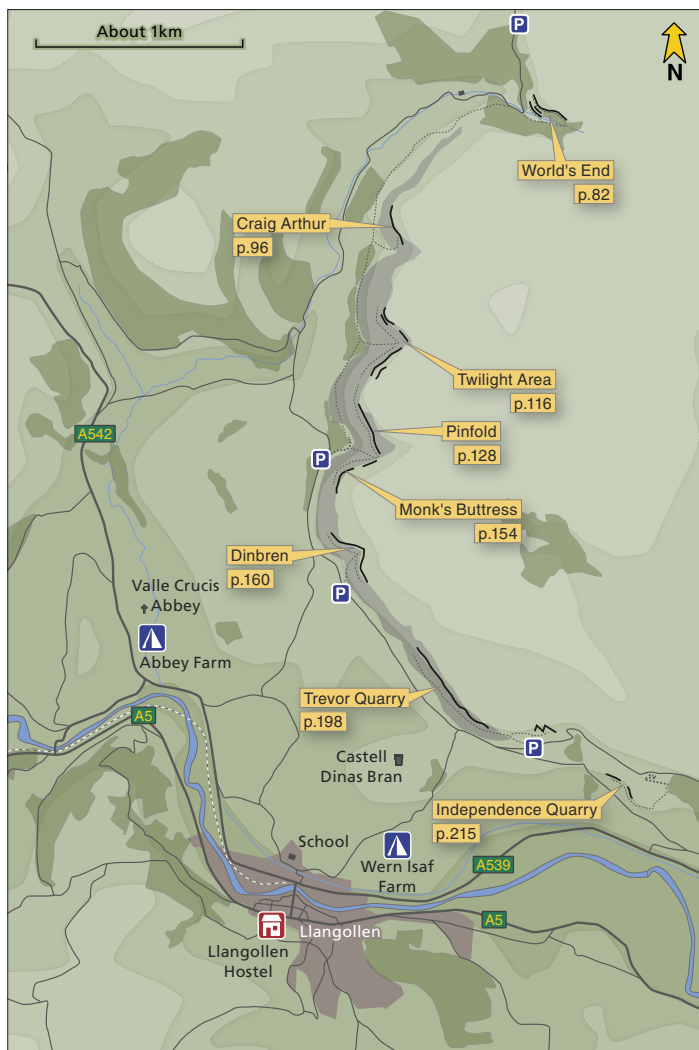 About 1km
P
N
World's End
p.82
Craig Arthur
p.96
Twilight Area
p.116
Pinfold
p.128
A542
P
Monk's Buttress
p.154
Dinbren
p.160
P
Valle Crucis
Abbey
Abbey Farm
Trevor Quarry
p.198
A5
P
Castell
Dinas Bran
Independence Quarry
p.215
School
Wern Isaf
Farm
A539
A5
Llangollen
Llangollen
Hostel